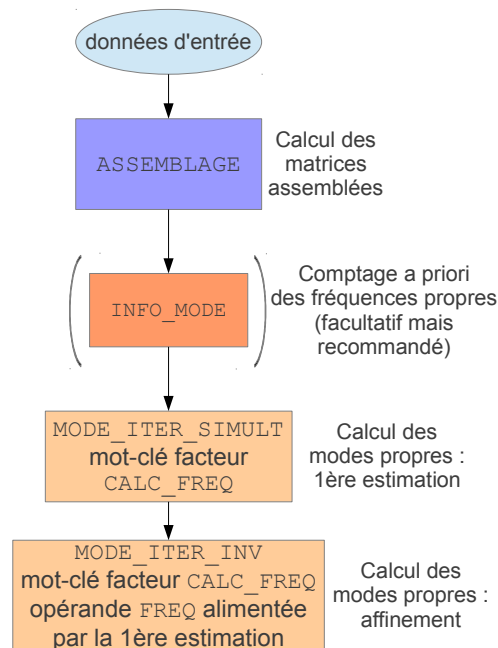 données d'entrée
ASSEMBLAGE
Calcul des
matrices
assemblées
INFO_MODE
Comptage a priori
des fréquences propres
(facultatif mais
recommandé)
MODE_ITER_SIMULT
mot-clé facteur
CALC_FREQ
Calcul des
modes propres :
1ère estimation
MODE_ITER_INV
mot-clé facteur CALC_FREQ
opérande FREQ alimentée
par la 1ère estimation
Calcul des
modes propres :
affinement